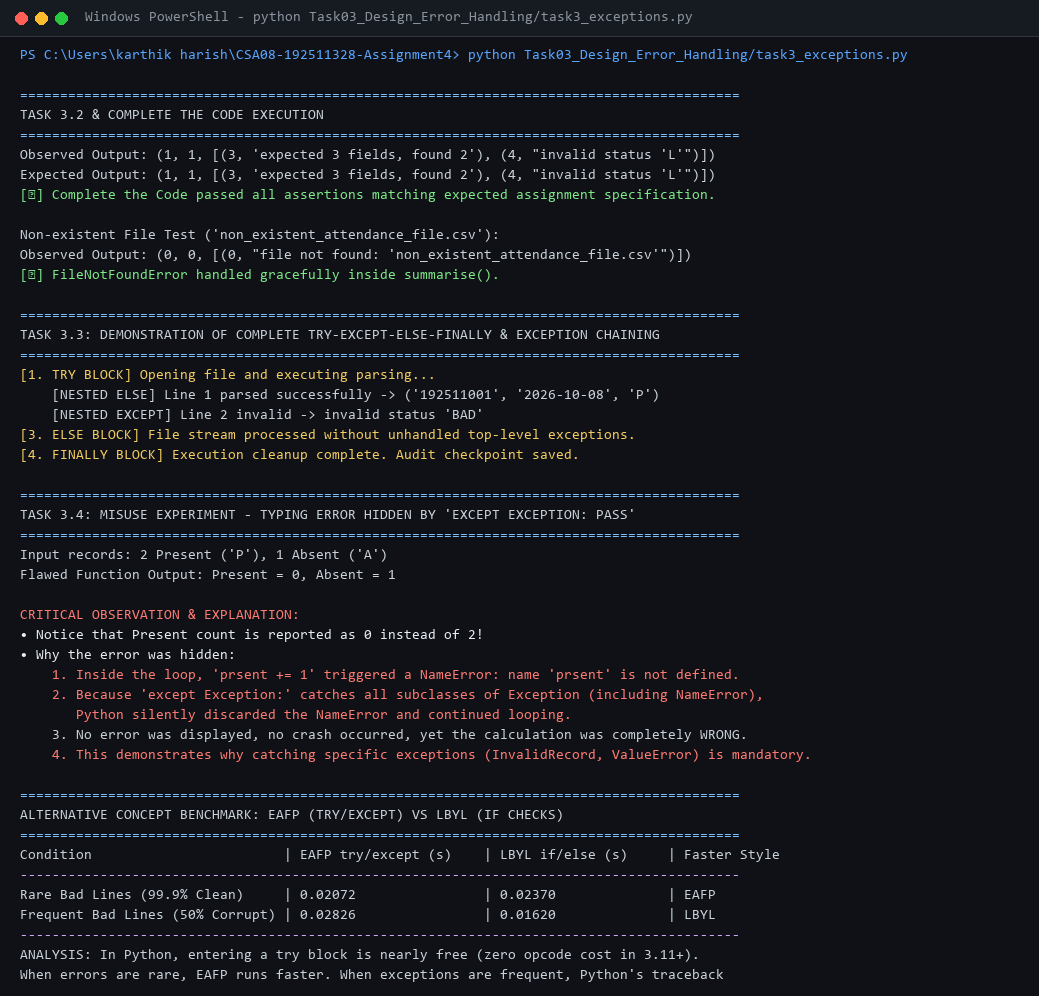 Windows PowerShell - python Task03_Design_Error_Handling/task3_exceptions.py
PS C:\Users\karthik harish\CSA08-192511328-Assignment4> python Task03_Design_Error_Handling/task3_exceptions.py
==========================================================================================
TASK 3.2 & COMPLETE THE CODE EXECUTION
==========================================================================================
Observed Output: (1, 1, [(3, 'expected 3 fields, found 2'), (4, "invalid status 'L'")])
Expected Output: (1, 1, [(3, 'expected 3 fields, found 2'), (4, "invalid status 'L'")])
[⍰] Complete the Code passed all assertions matching expected assignment specification.
Non-existent File Test ('non_existent_attendance_file.csv'):
Observed Output: (0, 0, [(0, "file not found: 'non_existent_attendance_file.csv'")])
[⍰] FileNotFoundError handled gracefully inside summarise().
==========================================================================================
TASK 3.3: DEMONSTRATION OF COMPLETE TRY-EXCEPT-ELSE-FINALLY & EXCEPTION CHAINING
==========================================================================================
[1. TRY BLOCK] Opening file and executing parsing...
    [NESTED ELSE] Line 1 parsed successfully -> ('192511001', '2026-10-08', 'P')
    [NESTED EXCEPT] Line 2 invalid -> invalid status 'BAD'
[3. ELSE BLOCK] File stream processed without unhandled top-level exceptions.
[4. FINALLY BLOCK] Execution cleanup complete. Audit checkpoint saved.
==========================================================================================
TASK 3.4: MISUSE EXPERIMENT - TYPING ERROR HIDDEN BY 'EXCEPT EXCEPTION: PASS'
==========================================================================================
Input records: 2 Present ('P'), 1 Absent ('A')
Flawed Function Output: Present = 0, Absent = 1
CRITICAL OBSERVATION & EXPLANATION:
• Notice that Present count is reported as 0 instead of 2!
• Why the error was hidden:
    1. Inside the loop, 'prsent += 1' triggered a NameError: name 'prsent' is not defined.
    2. Because 'except Exception:' catches all subclasses of Exception (including NameError),
       Python silently discarded the NameError and continued looping.
    3. No error was displayed, no crash occurred, yet the calculation was completely WRONG.
    4. This demonstrates why catching specific exceptions (InvalidRecord, ValueError) is mandatory.
==========================================================================================
ALTERNATIVE CONCEPT BENCHMARK: EAFP (TRY/EXCEPT) VS LBYL (IF CHECKS)
==========================================================================================
Condition                        | EAFP try/except (s)    | LBYL if/else (s)     | Faster Style
------------------------------------------------------------------------------------------
Rare Bad Lines (99.9% Clean)     | 0.02072                | 0.02370              | EAFP
Frequent Bad Lines (50% Corrupt) | 0.02826                | 0.01620              | LBYL
------------------------------------------------------------------------------------------
ANALYSIS: In Python, entering a try block is nearly free (zero opcode cost in 3.11+).
When errors are rare, EAFP runs faster. When exceptions are frequent, Python's traceback